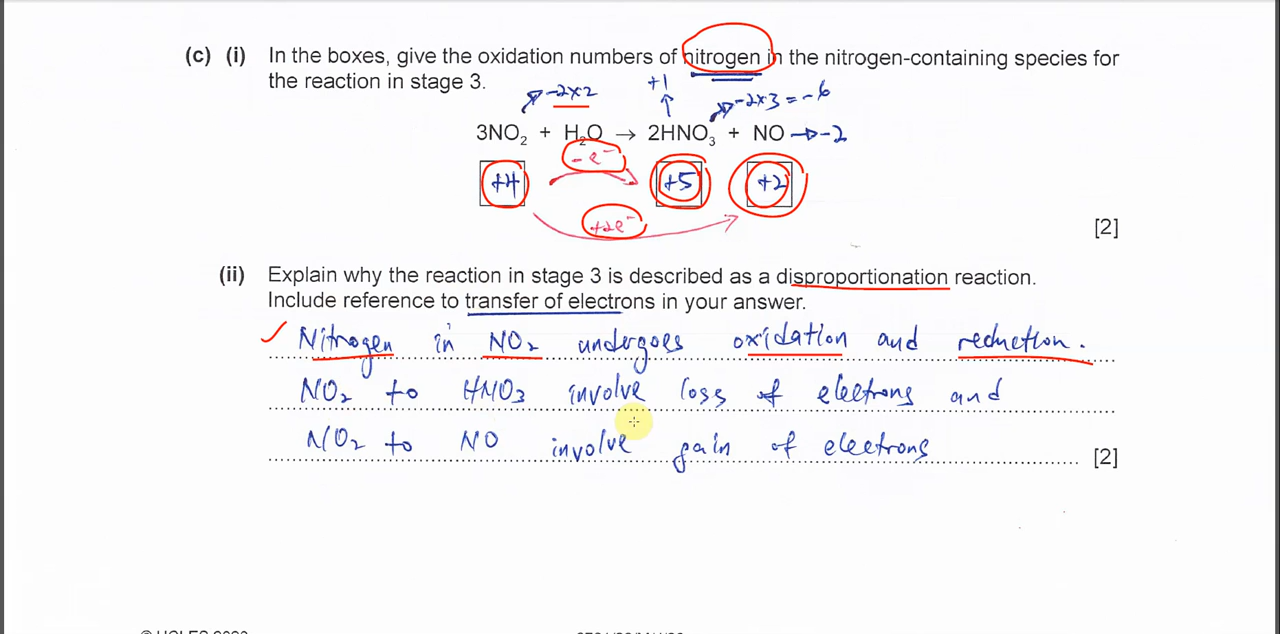 (c) (i) In the boxes, give the oxidation numbers of nitrogen in the nitrogen-containing species for
the reaction in stage 3.
-2x2 +1 -2x3 = -6
3NO₂ + H₂O → 2HNO₃ + NO → -2
-e⁻
+4 +5 +2
+2e⁻
[2]
(ii) Explain why the reaction in stage 3 is described as a disproportionation reaction.
Include reference to transfer of electrons in your answer.
✓ Nitrogen in NO₂ undergoes oxidation and reduction.
NO₂ to HNO₃ involve loss of electrons and
NO₂ to NO involve gain of electrons [2]